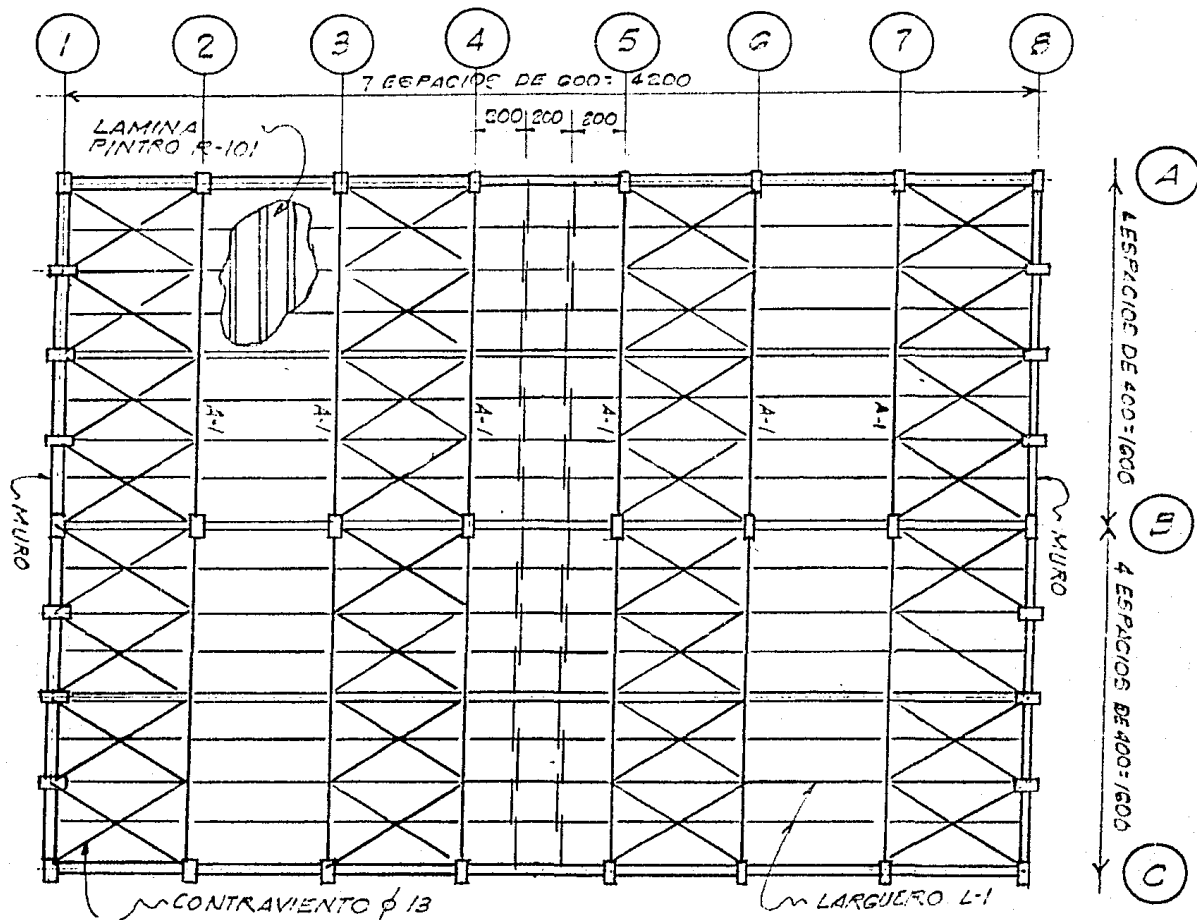 1 2 3 4 5 6 7 8
7 ESPACIOS DE 600=4200
200 200 200
LAMINA
PINTRO R-101
A
4 ESPACIOS DE 400=1600
A-1 A-1 A-1 A-1 A-1 A-1
MURO
MURO
B
4 ESPACIOS DE 400=1600
C
CONTRAVIENTO φ 13
LARGUERO L-1